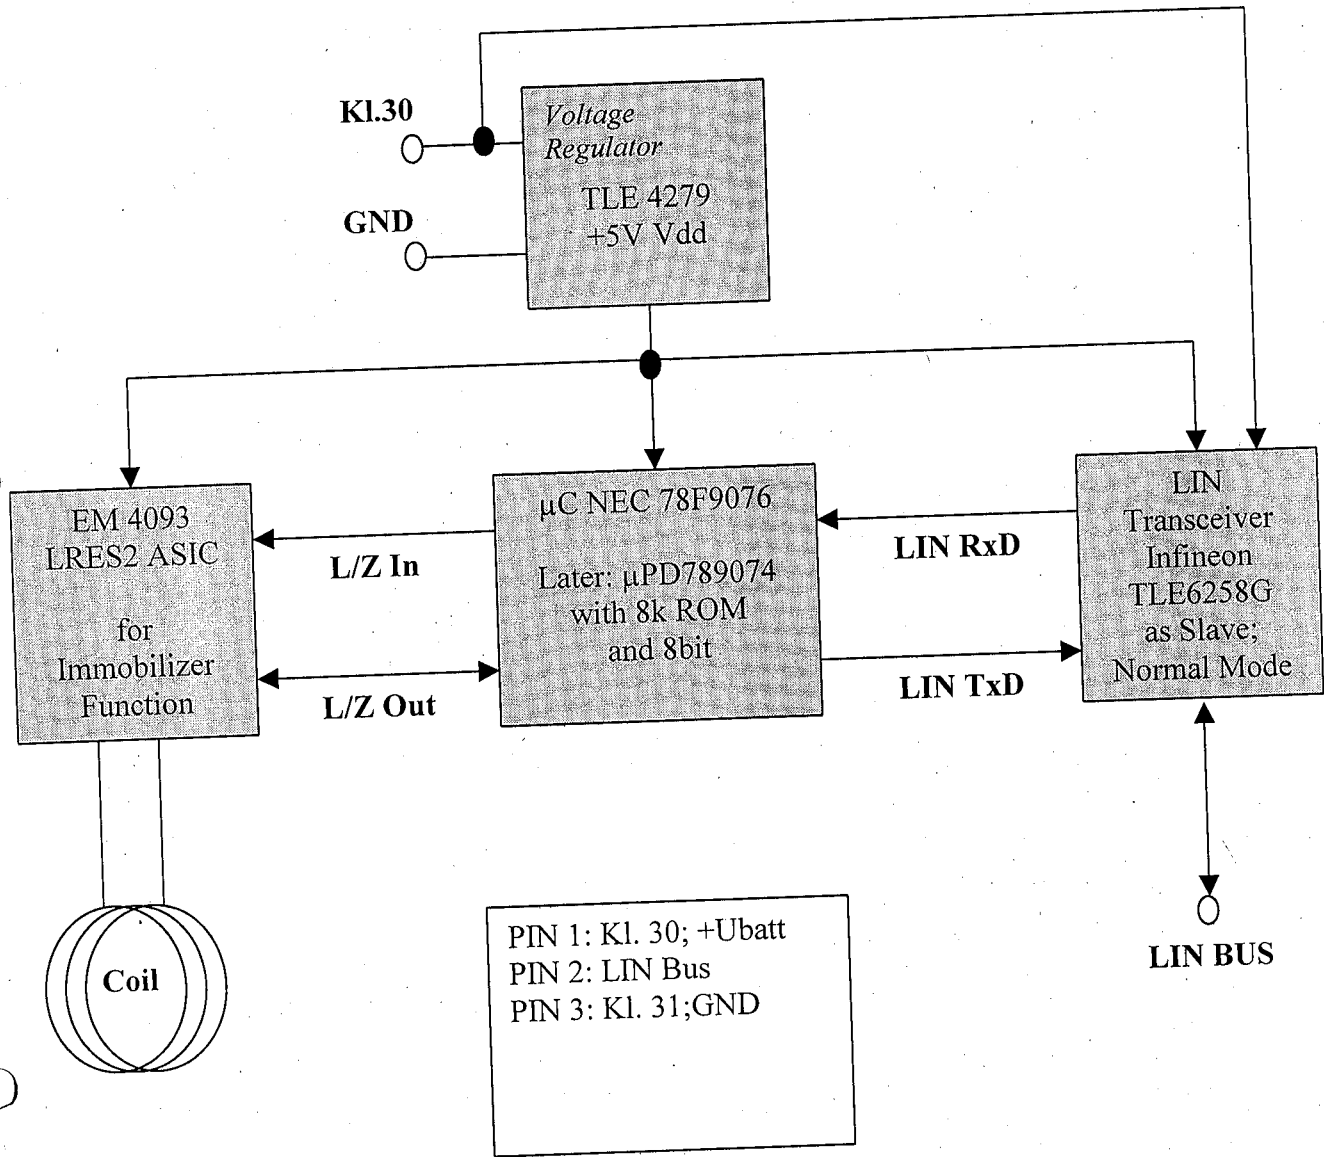 Kl.30
GND
Voltage
Regulator
TLE 4279
+5V Vdd
EM 4093
LRES2 ASIC
for
Immobilizer
Function
L/Z In
L/Z Out
µC NEC 78F9076
Later: µPD789074
with 8k ROM
and 8bit
LIN RxD
LIN TxD
LIN
Transceiver
Infineon
TLE6258G
as Slave;
Normal Mode
Coil
PIN 1: Kl. 30; +Ubatt
PIN 2: LIN Bus
PIN 3: Kl. 31;GND
LIN BUS